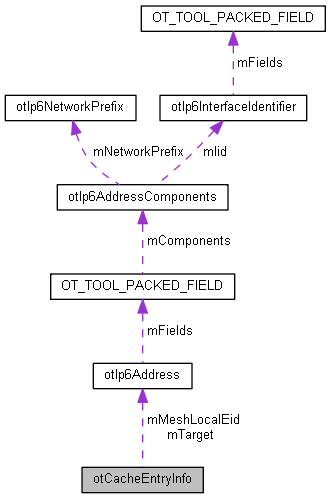 OT_TOOL_PACKED_FIELD
mFields
otIp6NetworkPrefix
otIp6InterfaceIdentifier
mNetworkPrefix
mIid
otIp6AddressComponents
mComponents
OT_TOOL_PACKED_FIELD
mFields
otIp6Address
mMeshLocalEid
mTarget
otCacheEntryInfo